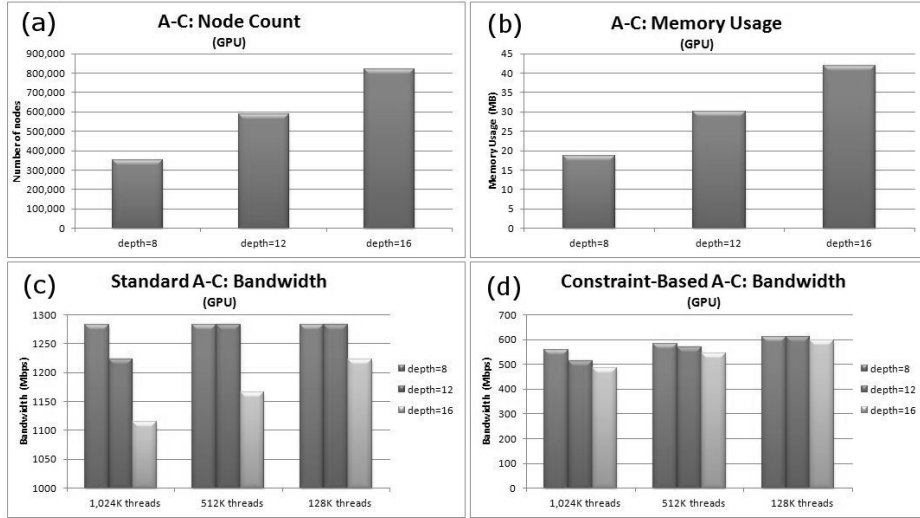 (a)
A-C: Node Count
(GPU)
Number of nodes
900,000
800,000
700,000
600,000
500,000
400,000
300,000
200,000
100,000
0
depth=8
depth=12
depth=16
(b)
A-C: Memory Usage
(GPU)
Memory Usage (MB)
45
40
35
30
25
20
15
10
5
0
depth=8
depth=12
depth=16
(c)
Standard A-C: Bandwidth
(GPU)
Bandwidth (Mbps)
1300
1250
1200
1150
1100
1050
1000
1,024K threads
512K threads
128K threads
depth=8
depth=12
depth=16
(d)
Constraint-Based A-C: Bandwidth
(GPU)
Bandwidth (Mbps)
700
600
500
400
300
200
100
0
1,024K threads
512K threads
128K threads
depth=8
depth=12
depth=16